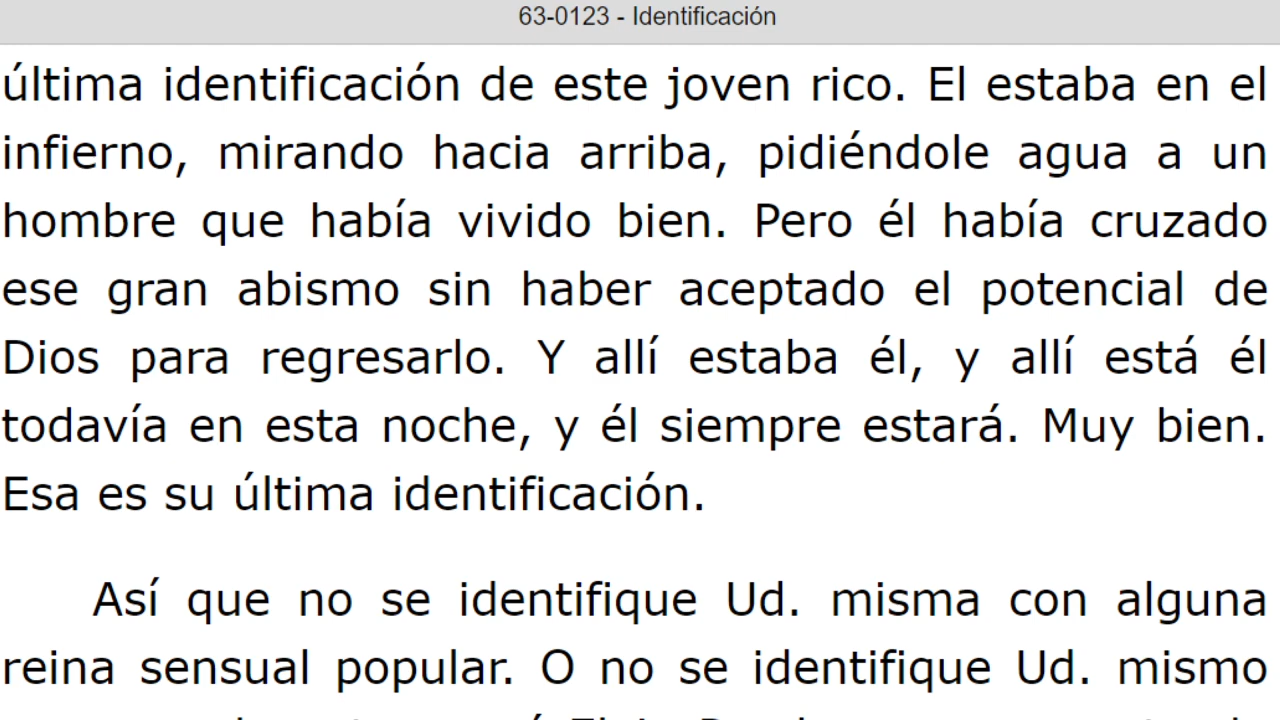 63-0123 - Identificación
última identificación de este joven rico. El estaba en el
infierno, mirando hacia arriba, pidiéndole agua a un
hombre que había vivido bien. Pero él había cruzado
ese gran abismo sin haber aceptado el potencial de
Dios para regresarlo. Y allí estaba él, y allí está él
todavía en esta noche, y él siempre estará. Muy bien.
Esa es su última identificación.
Así que no se identifique Ud. misma con alguna
reina sensual popular. O no se identifique Ud. mismo